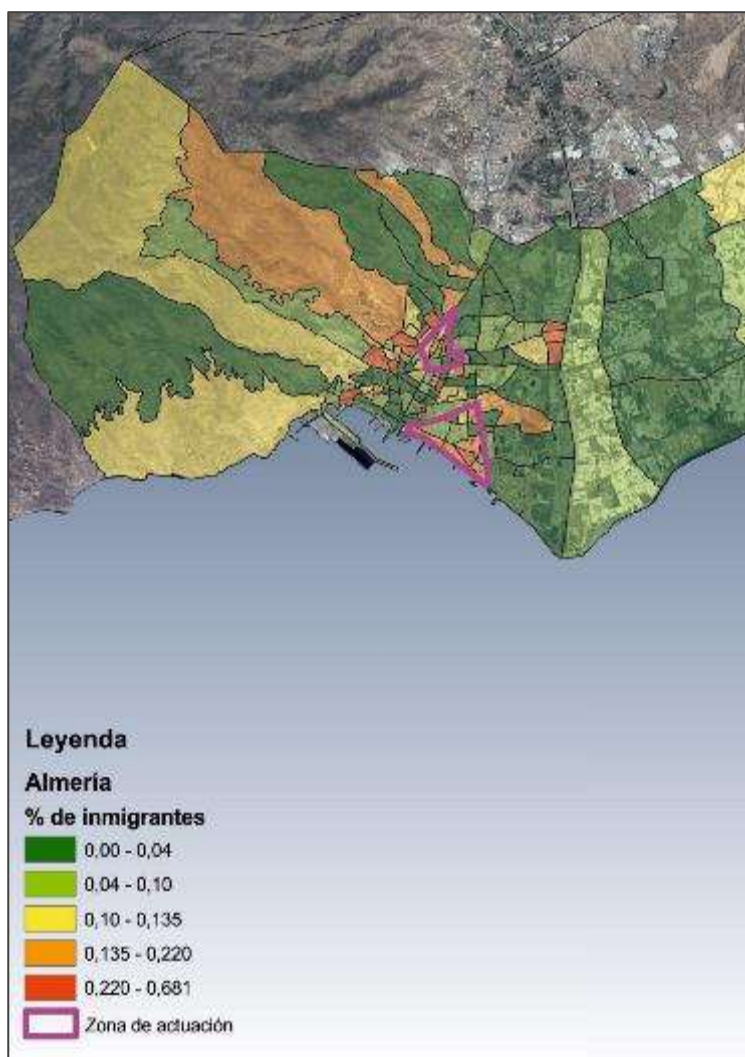 Leyenda
Almería
% de inmigrantes
0,00 - 0,04
0,04 - 0,10
0,10 - 0,135
0,135 - 0,220
0,220 - 0,681
Zona de actuación